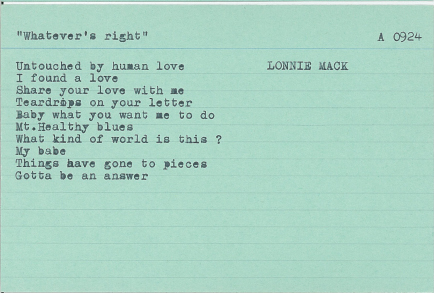 "Whatever's right" A 0924
Untouched by human love LONNIE MACK
I found a love
Share your love with me
Teardrops on your letter
Baby what you want me to do
Mt.Healthy blues
What kind of world is this ?
My babe
Things have gone to pieces
Gotta be an answer